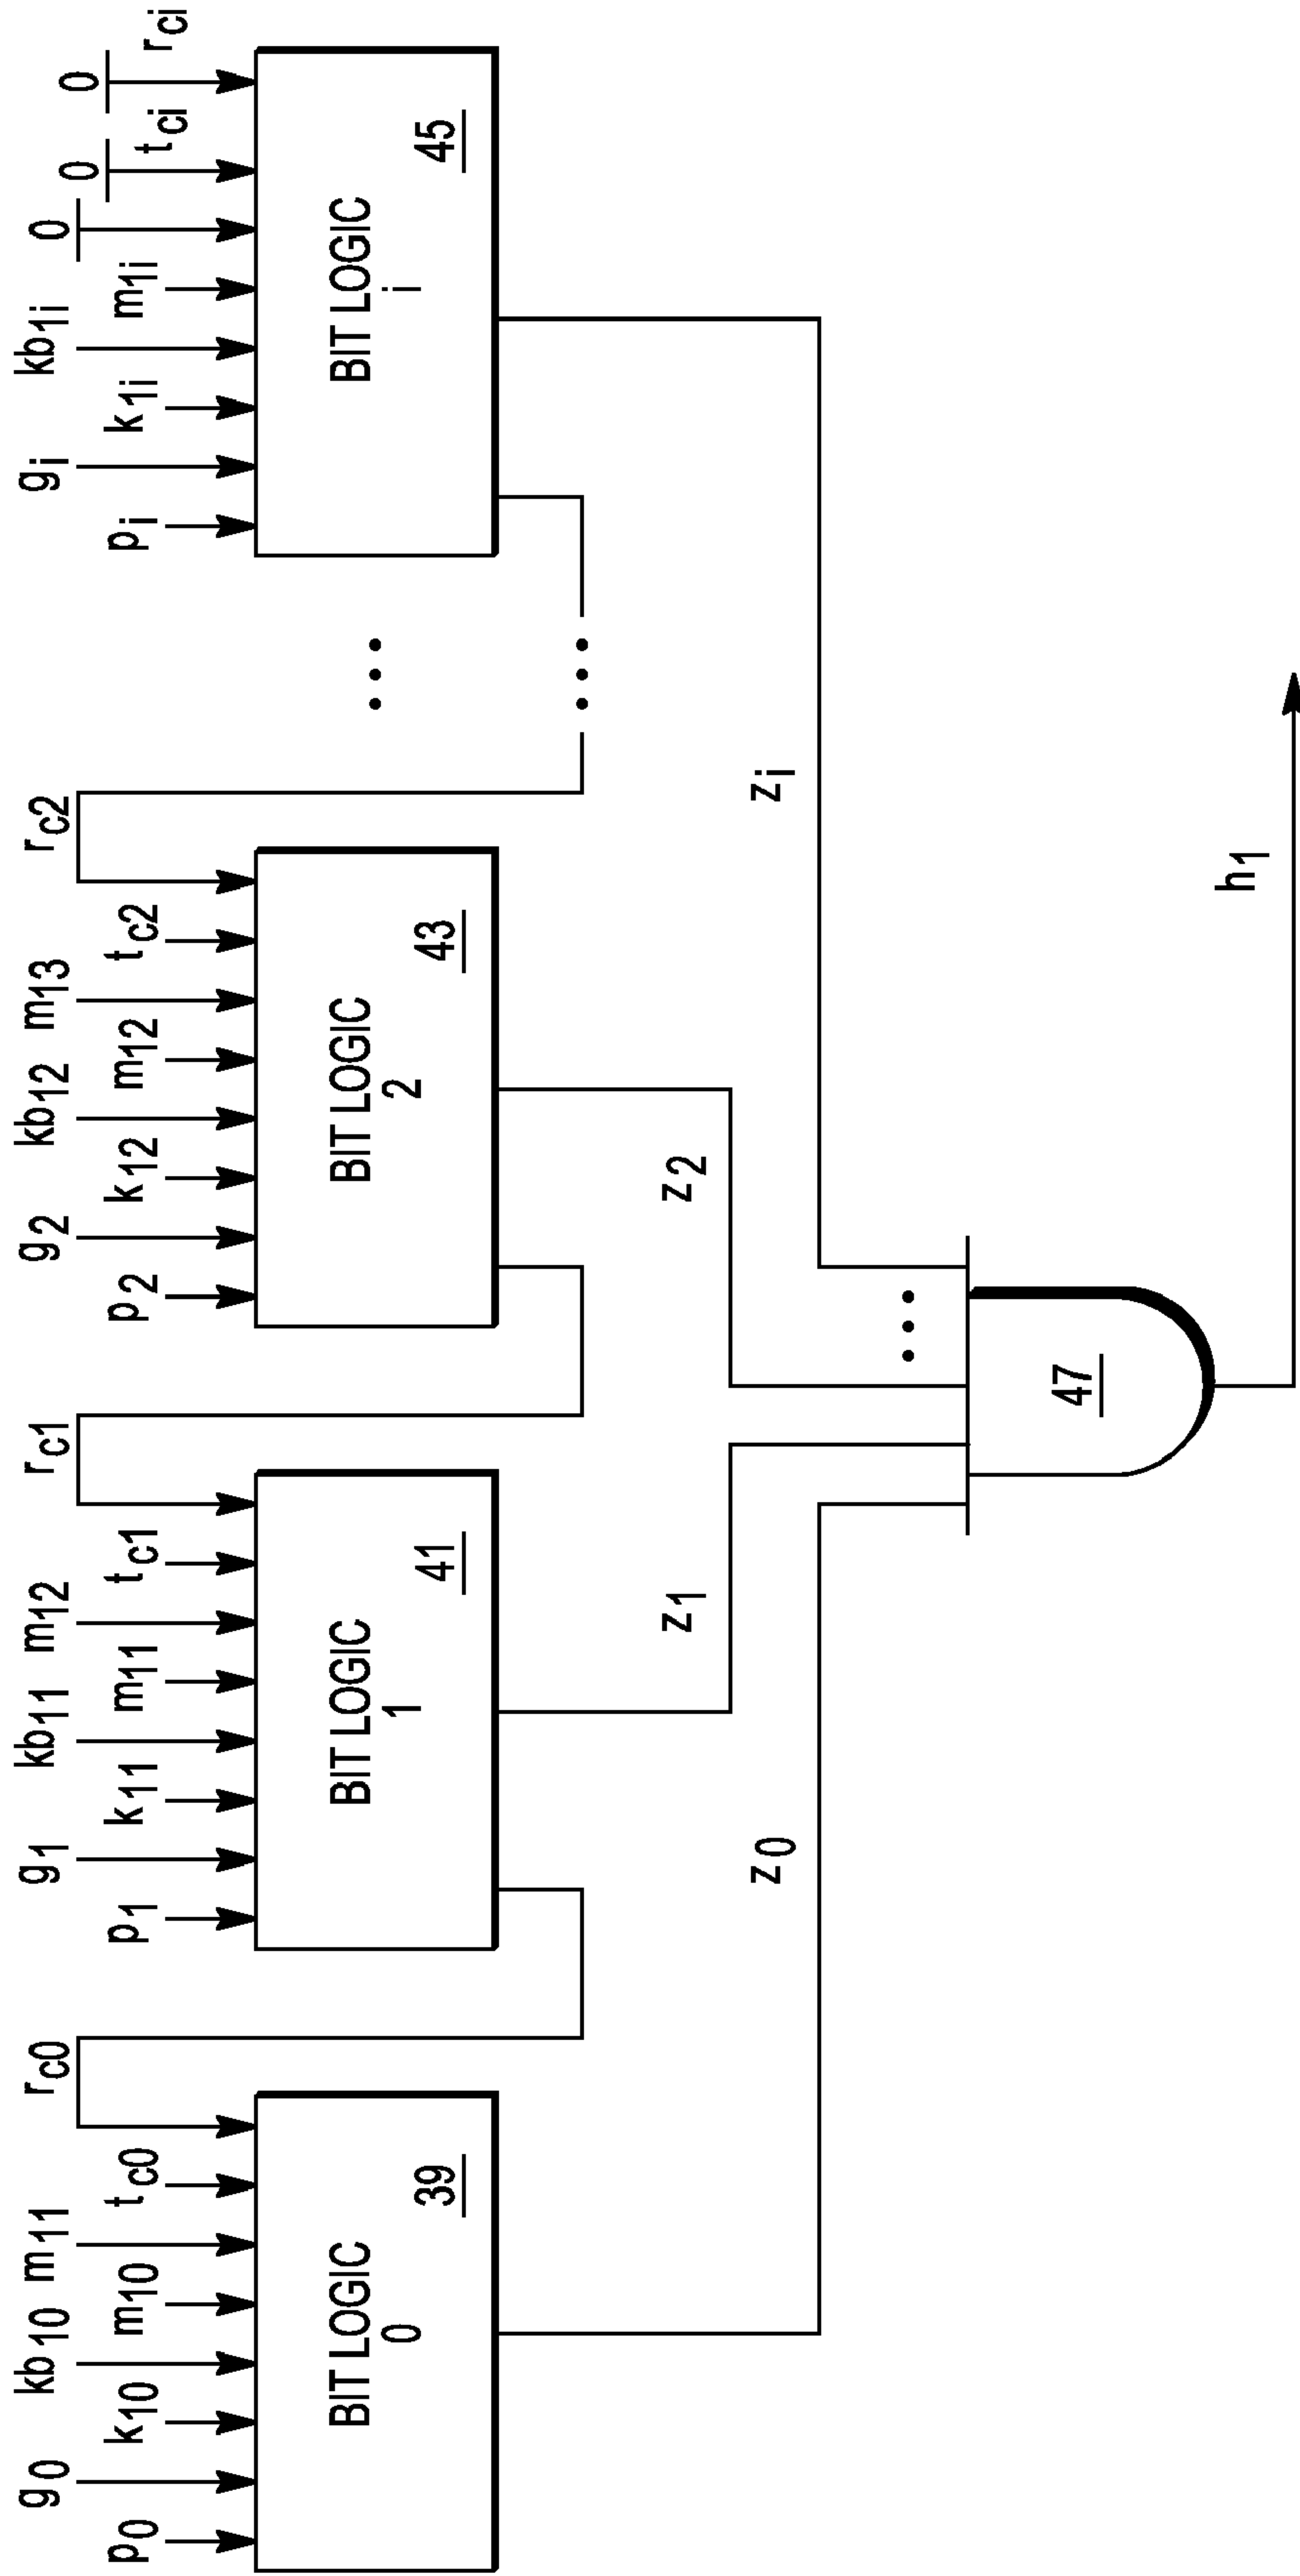 p0 g0 k10 kb10 m10 m11 tc0 rc0
BIT LOGIC
0
39
p1 g1 k11 kb11 m11 m12 tc1 rc1
BIT LOGIC
1
41
p2 g2 k12 kb12 m12 m13 tc2 rc2
BIT LOGIC
2
43
...
...
pi gi k1i kb1i m1i 0 0 tci 0 rci
BIT LOGIC
i
45
z0 z1 z2 zi
...
47
h1